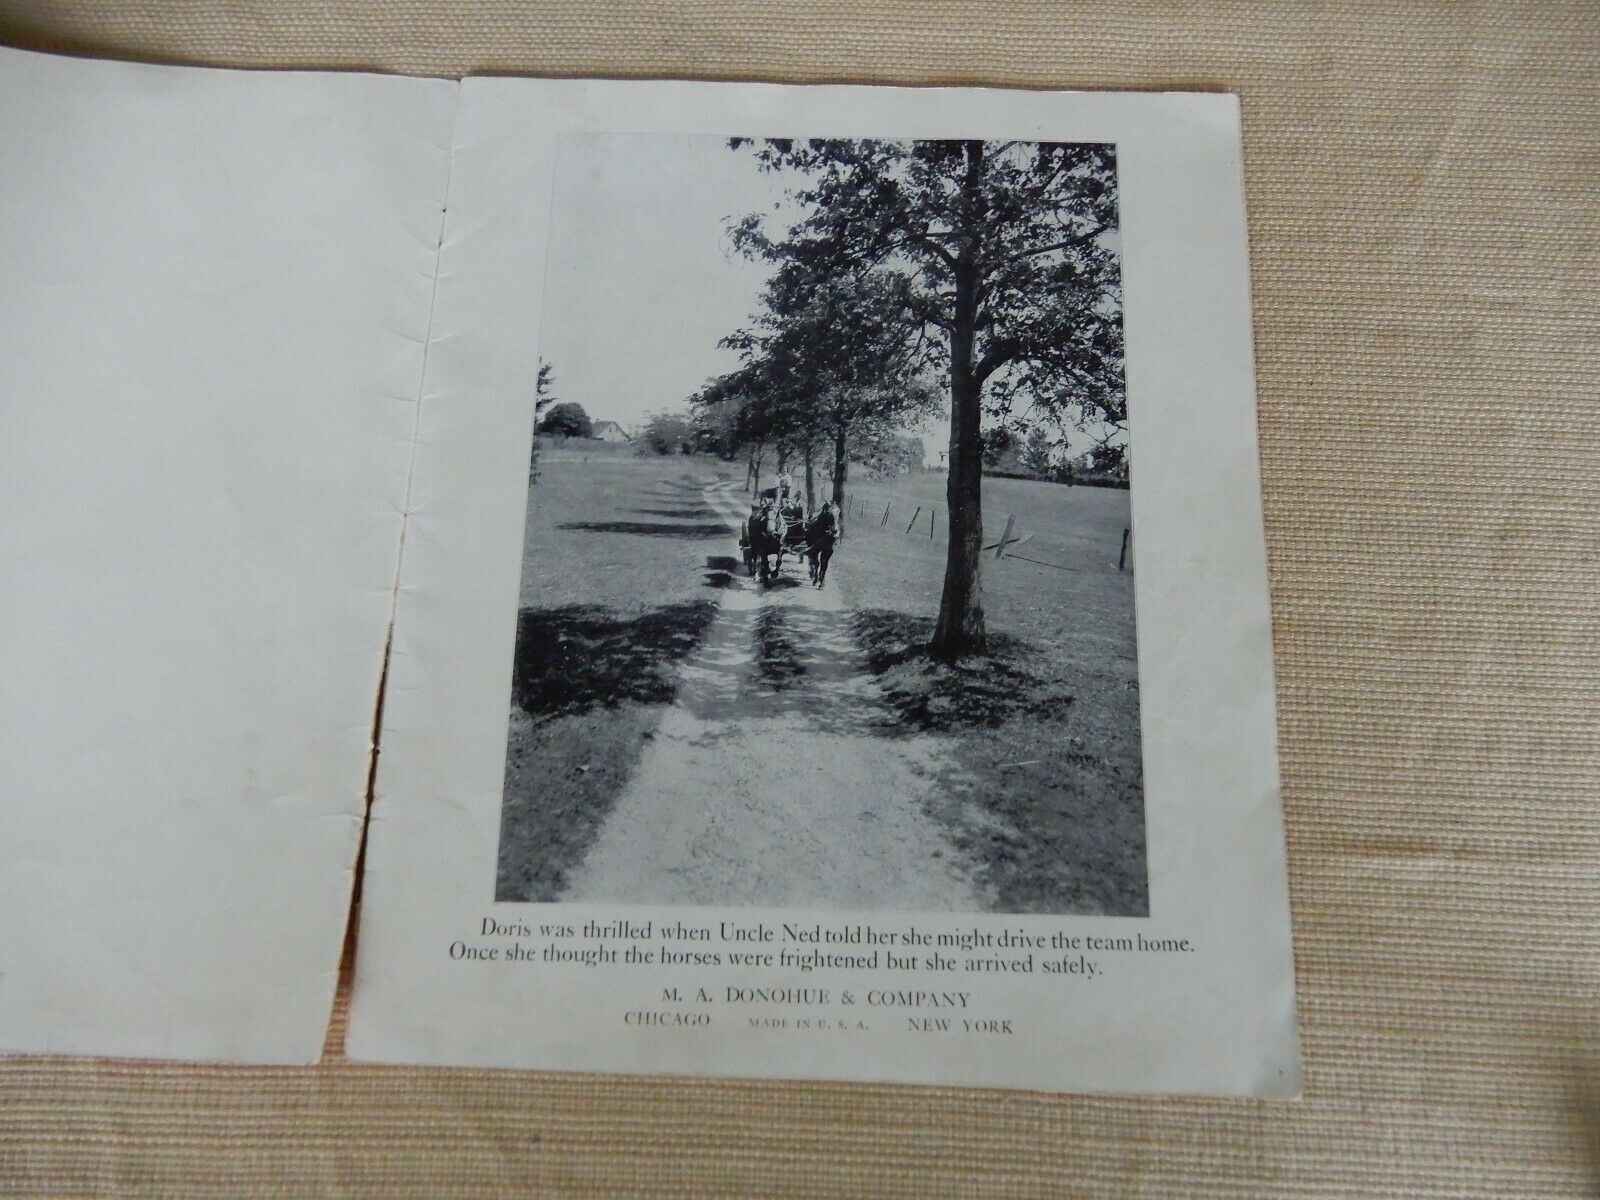 Doris was thrilled when Uncle Ned told her she might drive the team home.
Once she thought the horses were frightened but she arrived safely.
M. A. DONOHUE & COMPANY
CHICAGO MADE IN U. S. A. NEW YORK